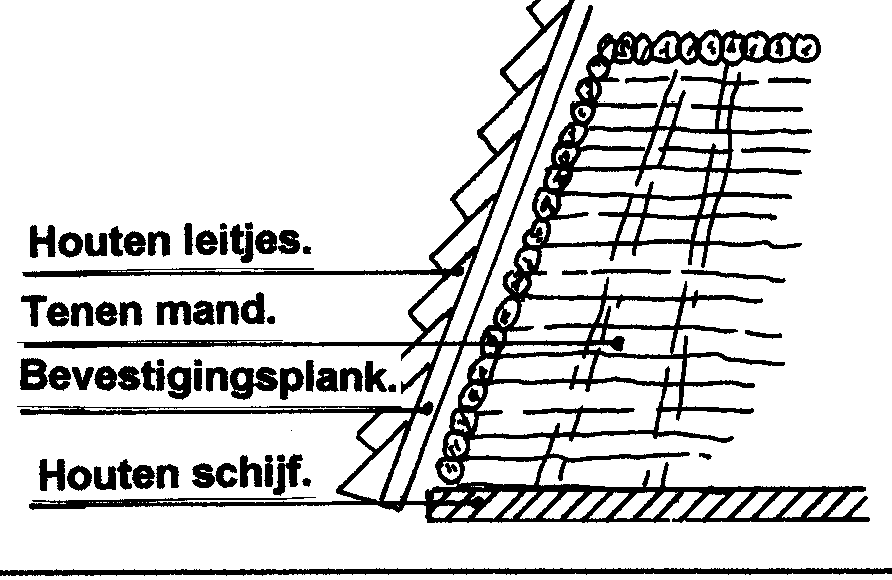 Houten leitjes.
Tenen mand.
Bevestigingsplank.
Houten schijf.